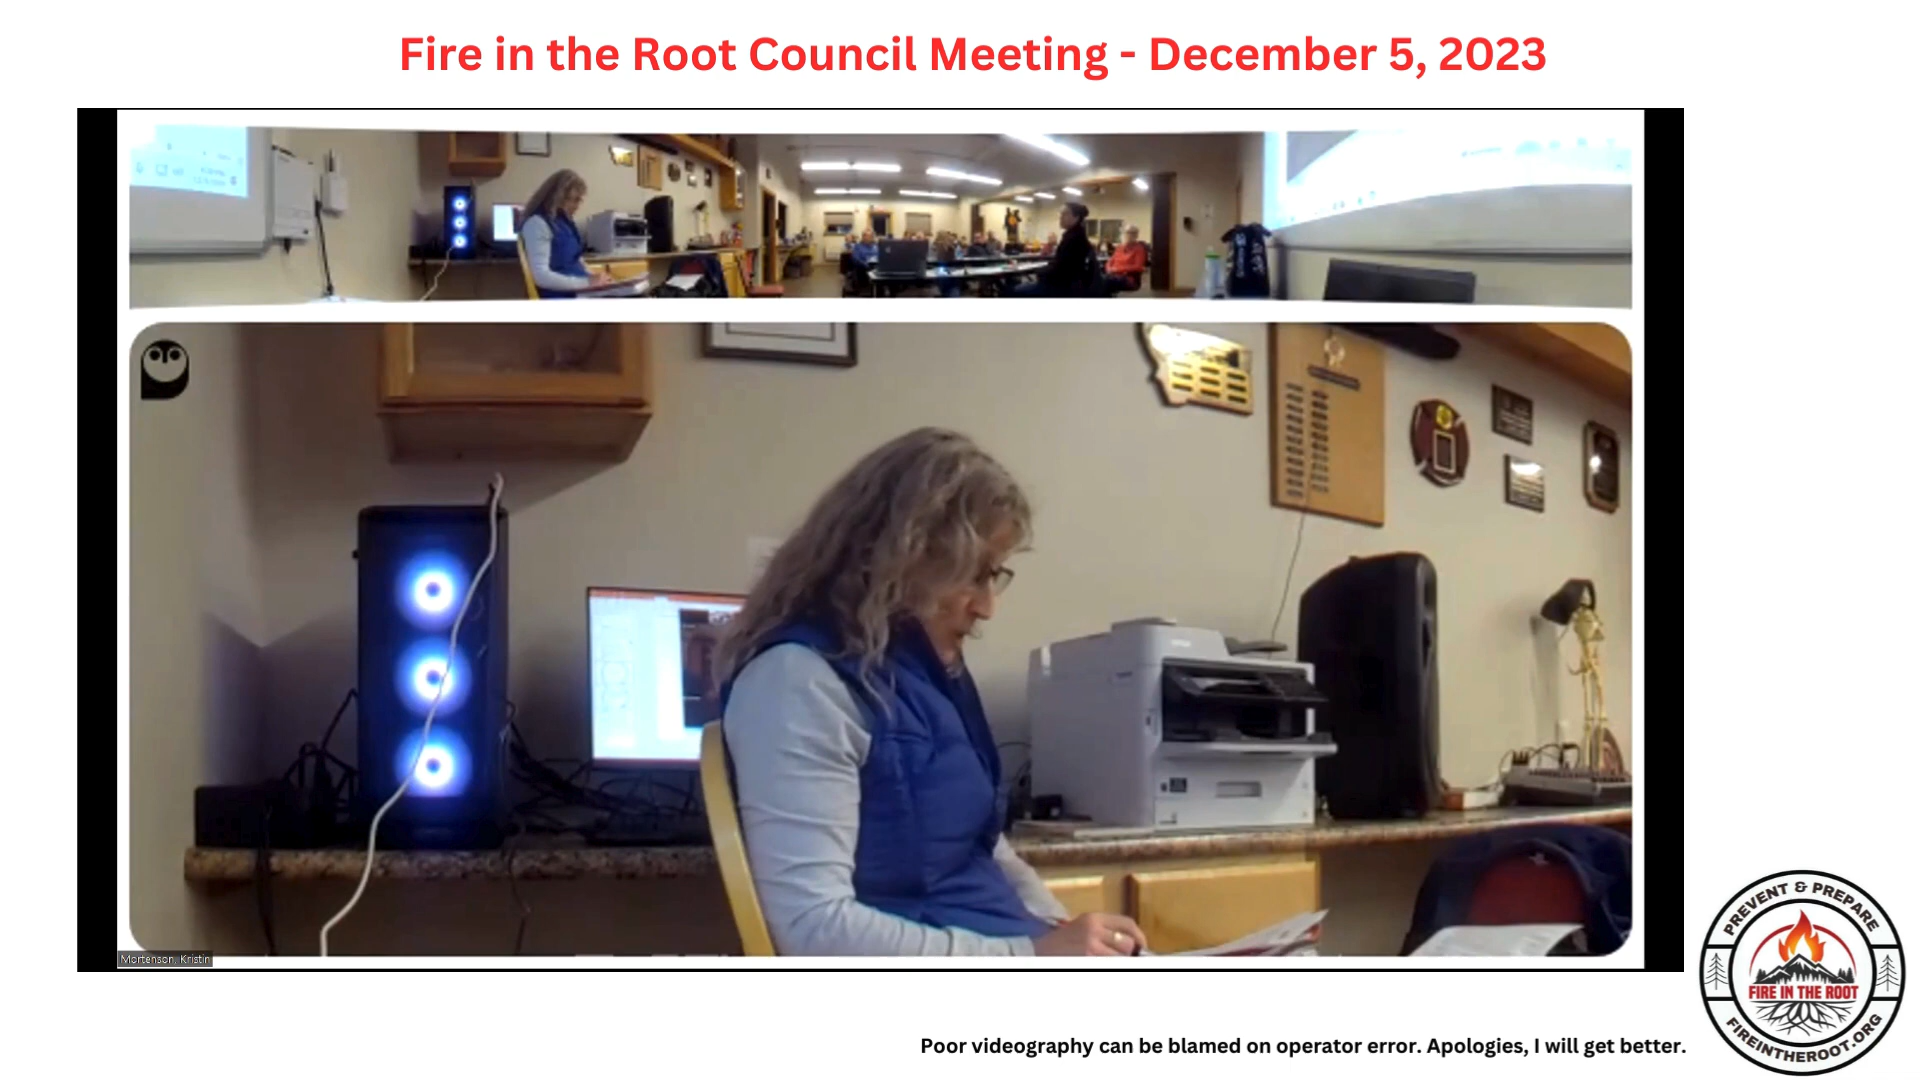 Fire in the Root Council Meeting - December 5, 2023
Mortenson, Kristin
PREVENT & PREPARE
FIRE IN THE ROOT
FIREINTHEROOT.ORG
Poor videography can be blamed on operator error. Apologies, I will get better.